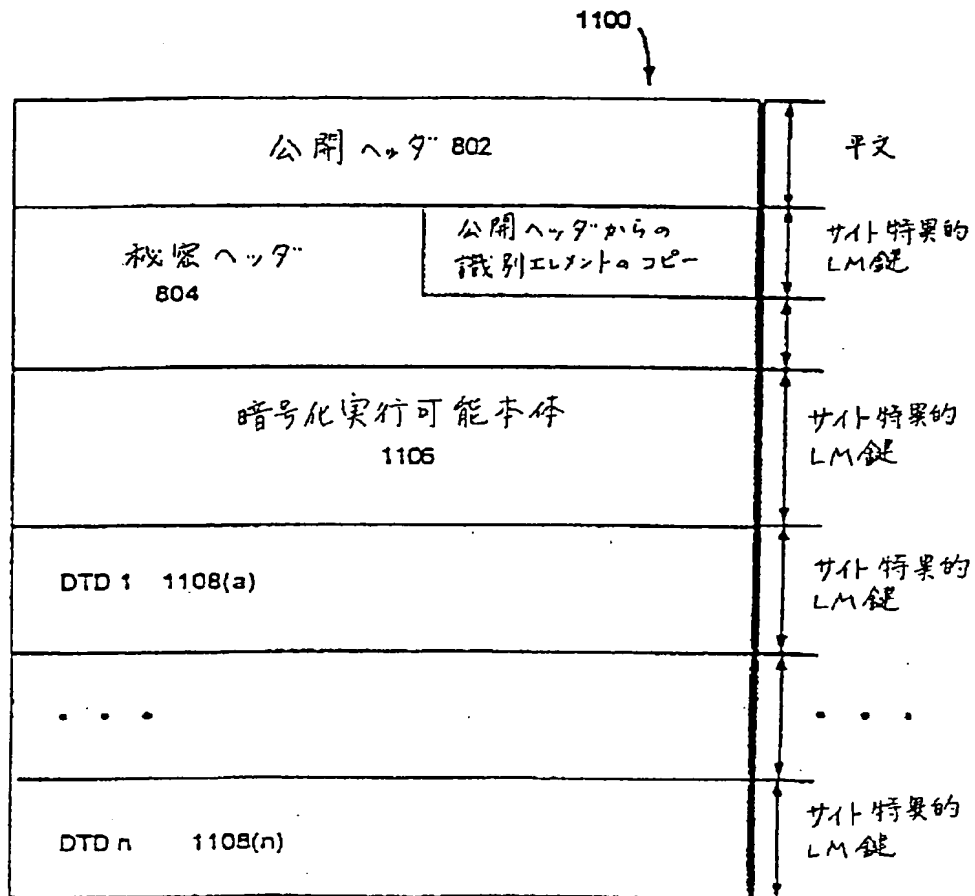 1100
公開ヘッダ 802
平文
秘密ヘッダ
804
公開ヘッダからの
識別エレメントのコピー
サイト特異的
LM鍵
暗号化実行可能本体
1106
サイト特異的
LM鍵
DTD 1 1108(a)
サイト特異的
LM鍵
• • •
• • •
DTD n 1108(n)
サイト特異的
LM鍵